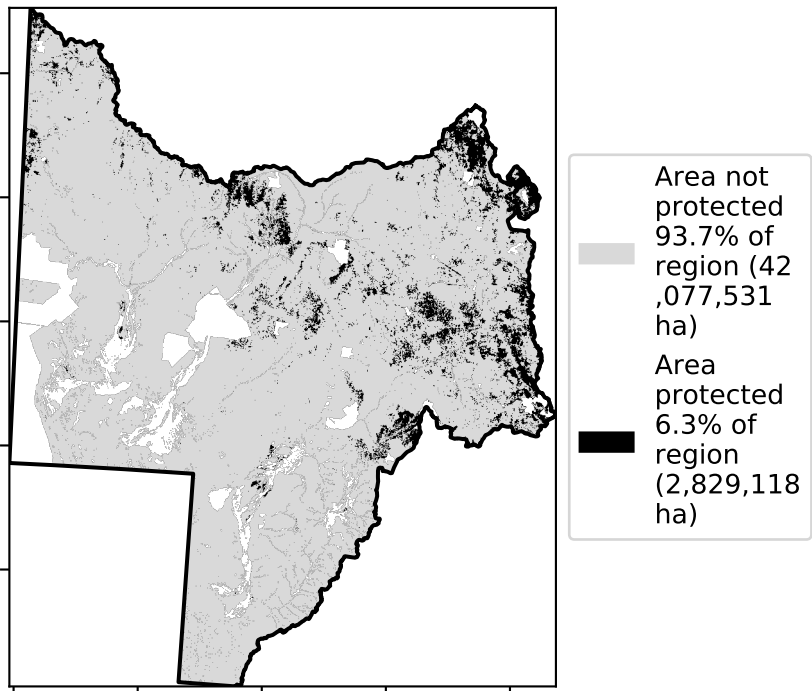 Area not
protected
93.7% of
region (42
,077,531
ha)
Area
protected
6.3% of
region
(2,829,118
ha)